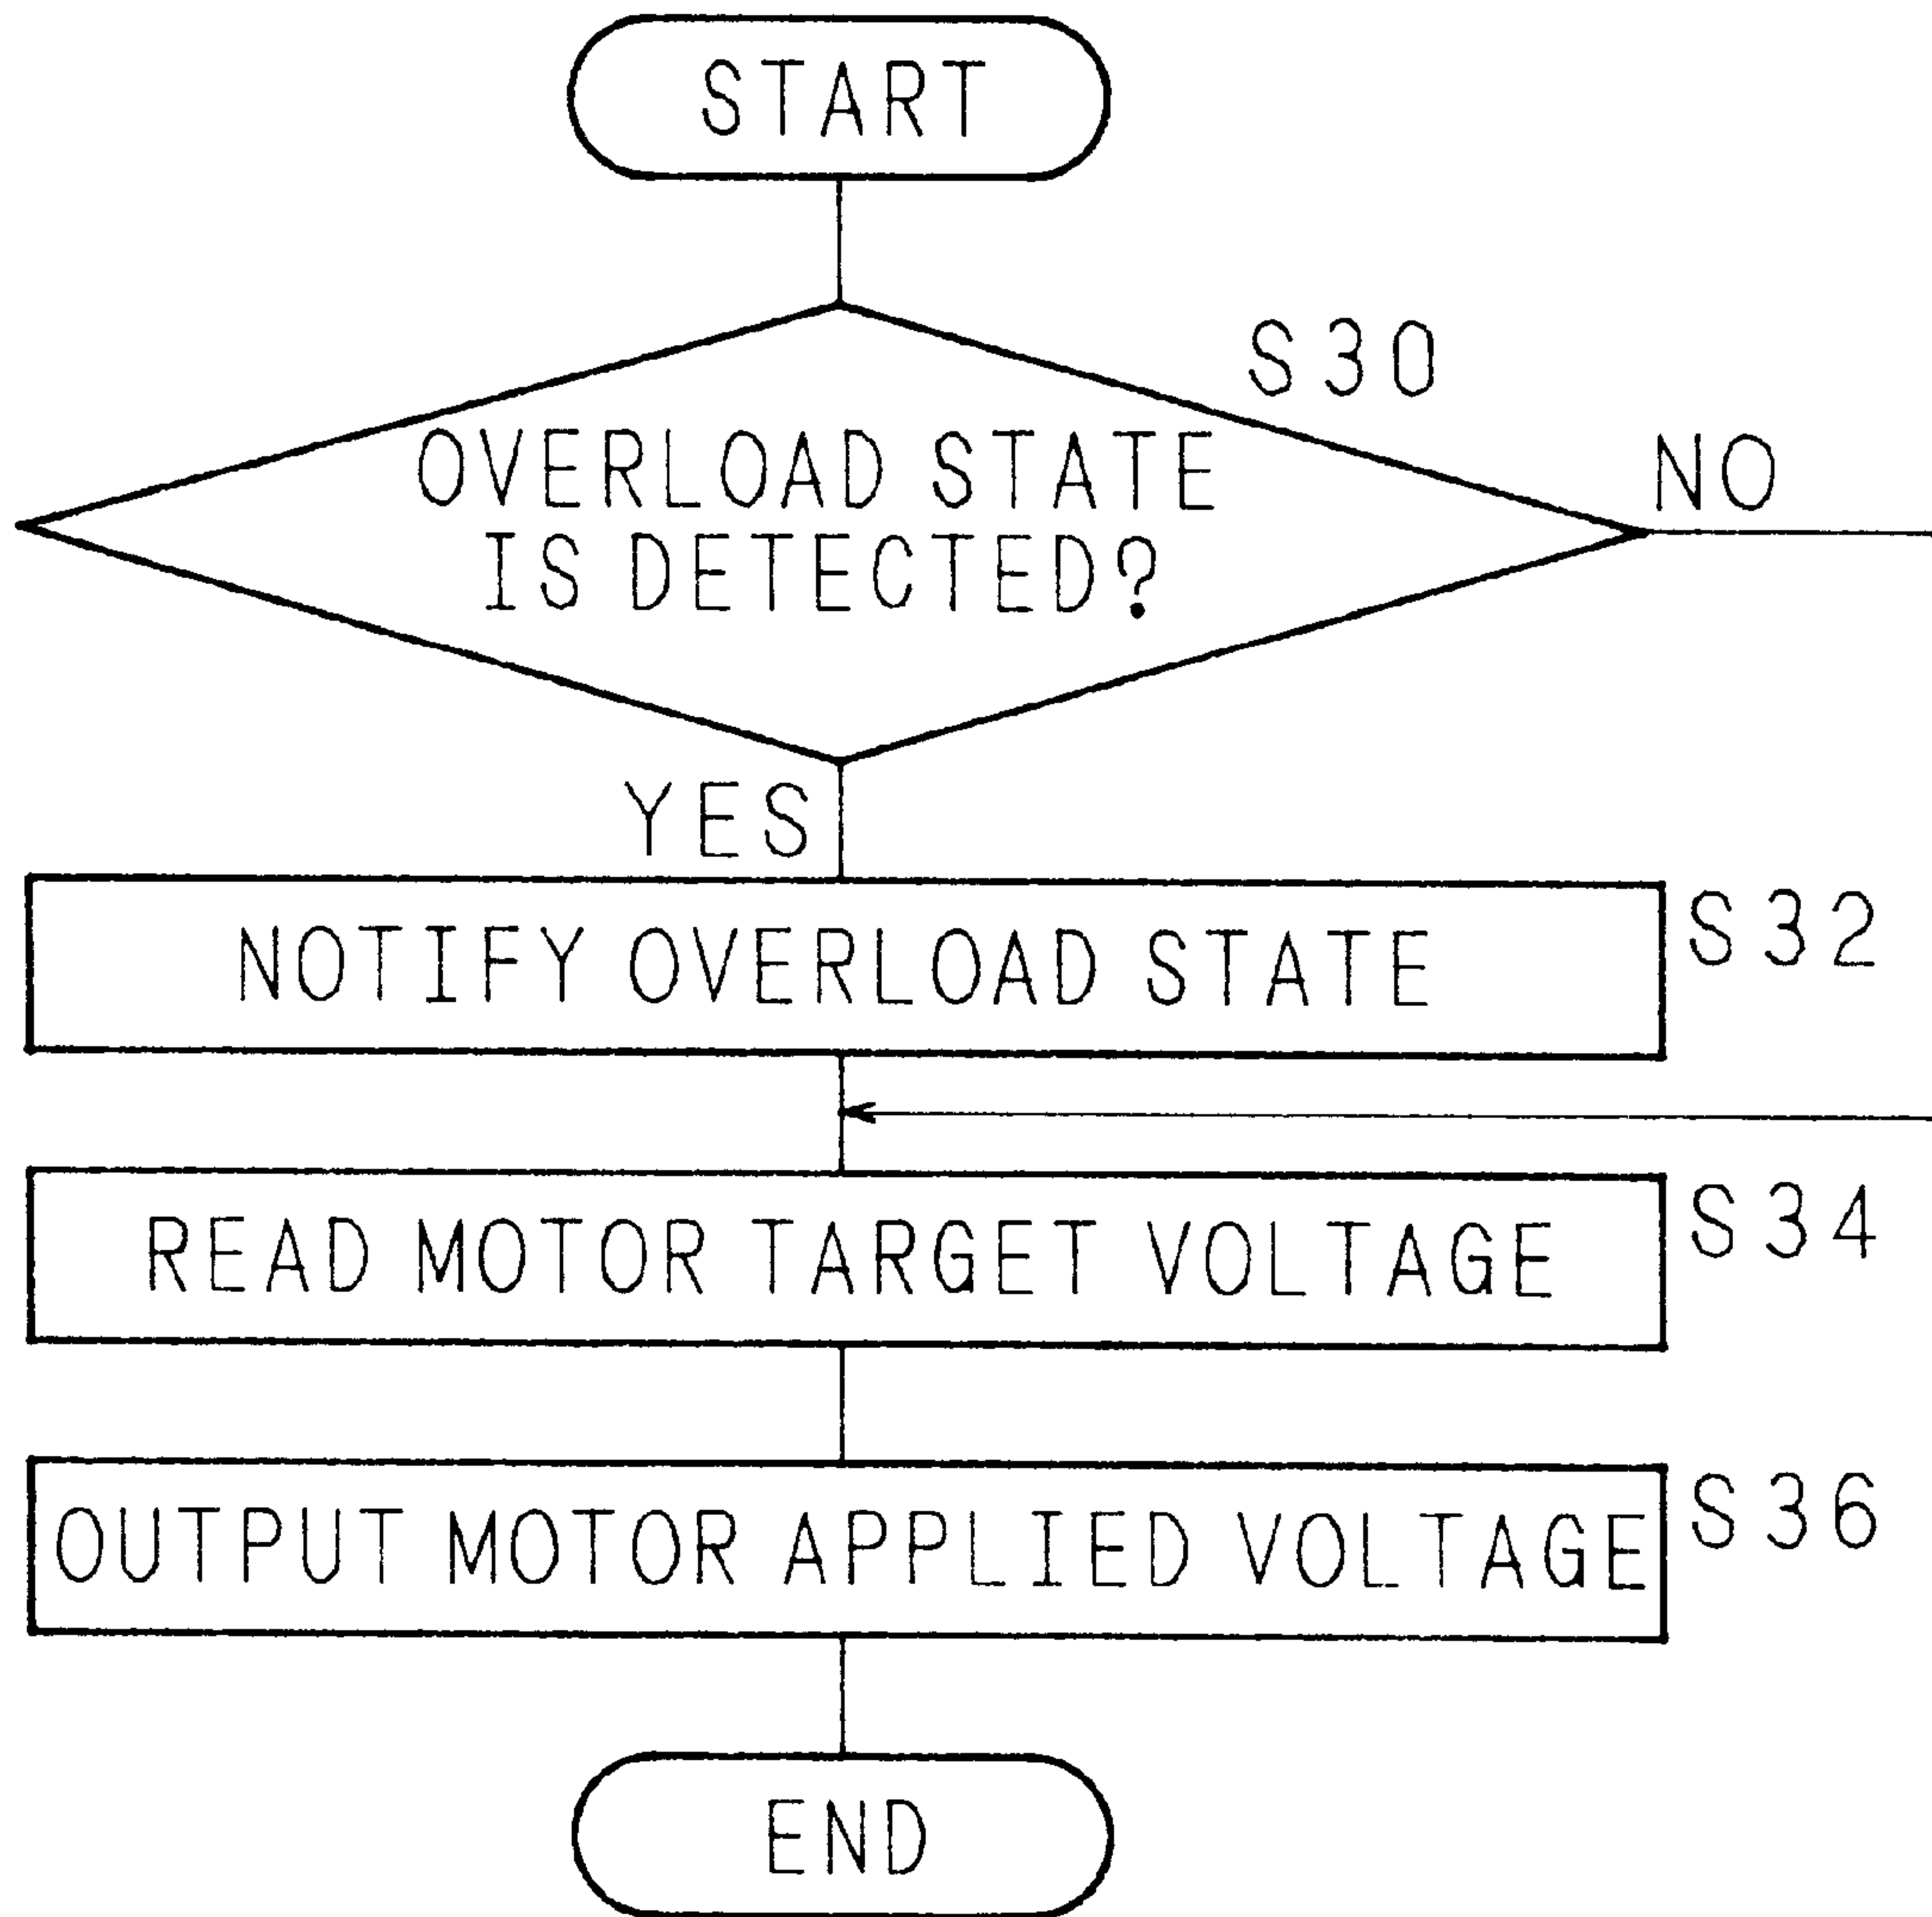 START
S30
OVERLOAD STATE
IS DETECTED?
NO
YES
NOTIFY OVERLOAD STATE
S32
READ MOTOR TARGET VOLTAGE
S34
OUTPUT MOTOR APPLIED VOLTAGE
S36
END